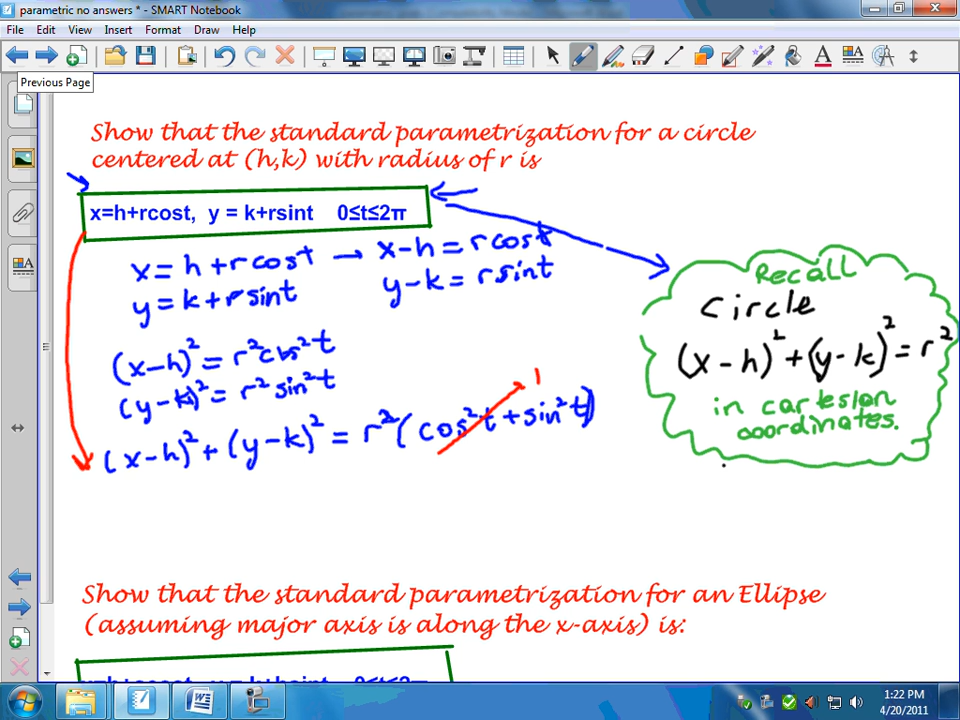 parametric no answers * - SMART Notebook
File Edit View Insert Format Draw Help
Previous Page
Show that the standard parametrization for a circle
centered at (h,k) with radius of r is
x=h+rcost, y = k+rsint 0≤t≤2π
x = h + rcost → x-h = rcost
y = k + rsint y-k = rsint
(x-h)² = r²cos²t
(y-k)² = r² sin²t
(x-h)² + (y-k)² = r² (cos²t + sin²t)
1
Recall
Circle
(x-h)² + (y-k)² = r²
in cartesian
coordinates.
Show that the standard parametrization for an Ellipse
(assuming major axis is along the x-axis) is:
1:22 PM
4/20/2011